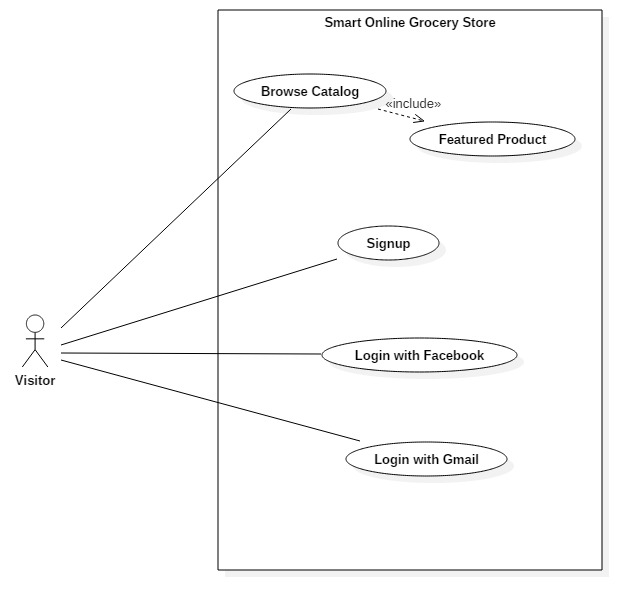 Smart Online Grocery Store
Browse Catalog
«include»
Featured Product
Signup
Login with Facebook
Visitor
Login with Gmail